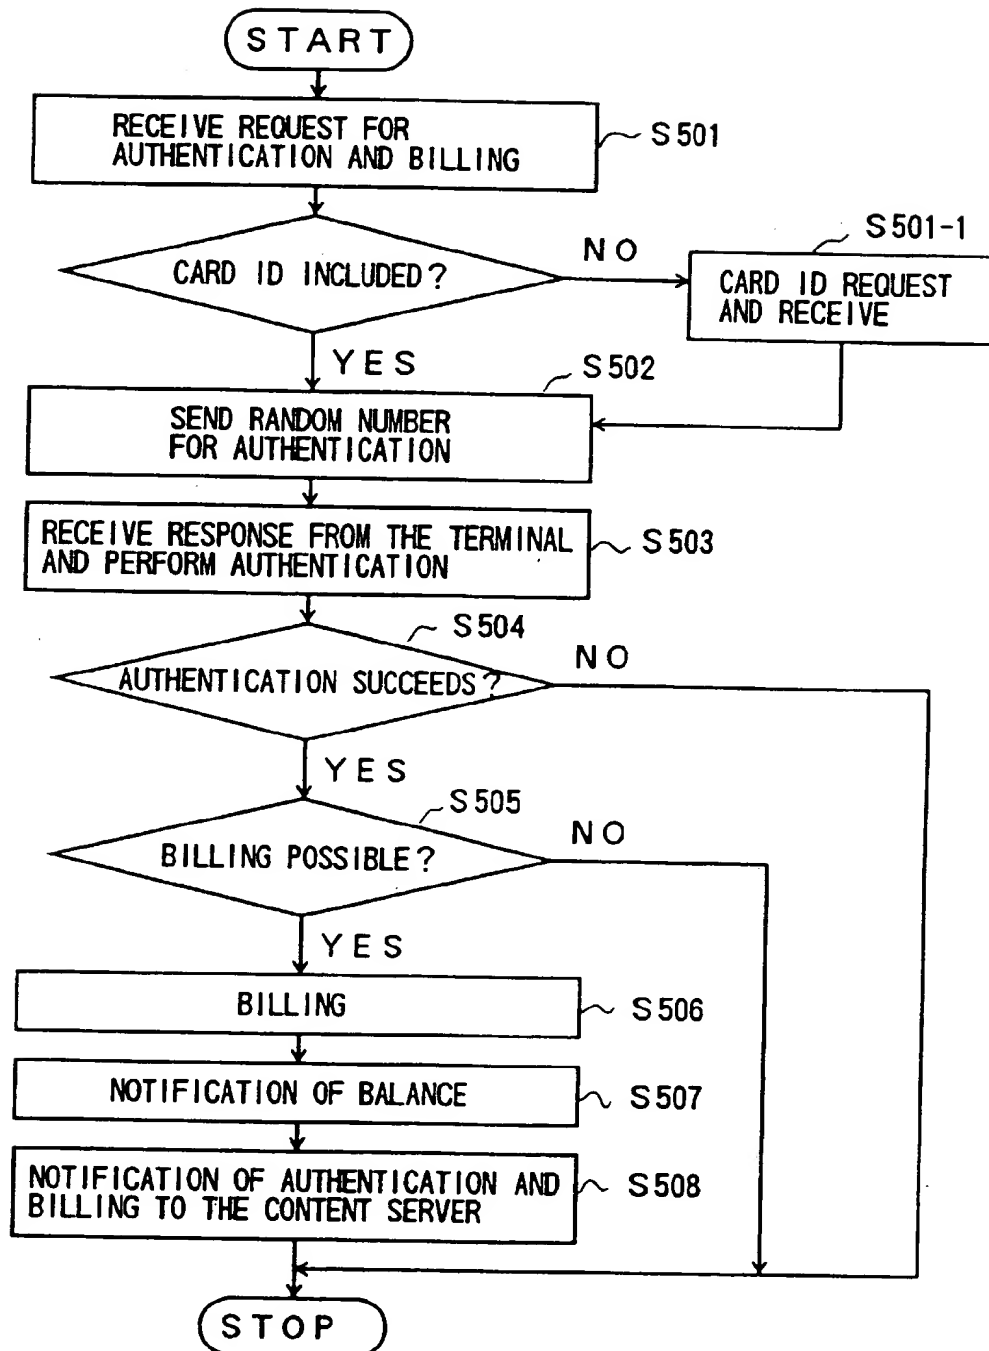 START
RECEIVE REQUEST FOR
AUTHENTICATION AND BILLING
S501
CARD ID INCLUDED?
NO
S501-1
CARD ID REQUEST
AND RECEIVE
YES
S502
SEND RANDOM NUMBER
FOR AUTHENTICATION
RECEIVE RESPONSE FROM THE TERMINAL
AND PERFORM AUTHENTICATION
S503
S504
AUTHENTICATION SUCCEEDS?
NO
YES
S505
BILLING POSSIBLE?
NO
YES
BILLING
S506
NOTIFICATION OF BALANCE
S507
NOTIFICATION OF AUTHENTICATION AND
BILLING TO THE CONTENT SERVER
S508
STOP